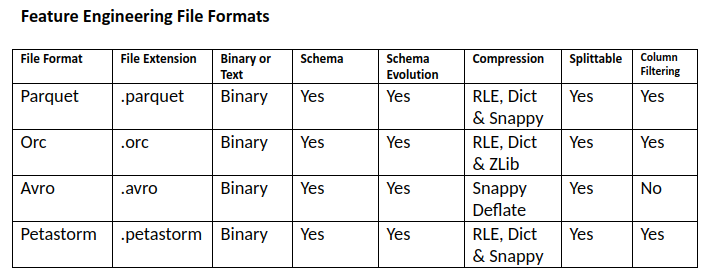 Feature Engineering File Formats
File Format File Extension Binary or Text Schema Schema Evolution Compression Splittable Column Filtering
Parquet .parquet Binary Yes Yes RLE, Dict & Snappy Yes Yes
Orc .orc Binary Yes Yes RLE, Dict & ZLib Yes Yes
Avro .avro Binary Yes Yes Snappy Deflate Yes No
Petastorm .petastorm Binary Yes Yes RLE, Dict & Snappy Yes Yes